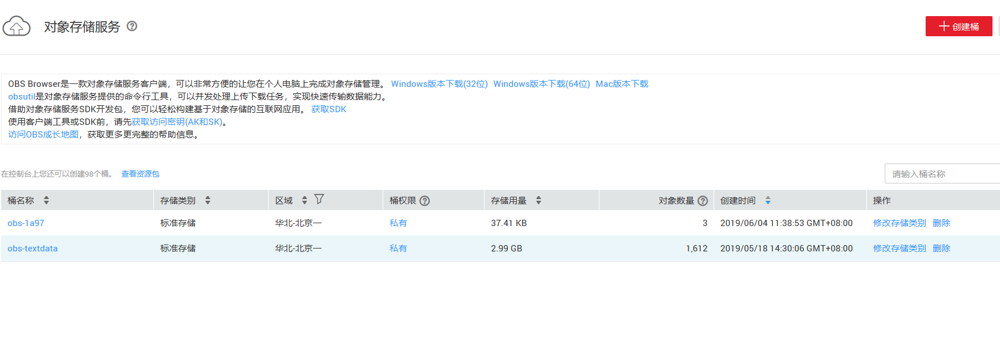 对象存储服务
创建桶
OBS Browser是一款对象存储服务客户端，可以非常方便的让您在个人电脑上完成对象存储管理。 Windows版本下载(32位) Windows版本下载(64位) Mac版本下载
obsutil是对象存储服务提供的命令行工具，可以并发处理上传下载任务，实现快速传输数据能力。
借助对象存储服务SDK开发包，您可以轻松构建基于对象存储的互联网应用。 获取SDK
使用客户端工具或SDK前，请先获取访问密钥(AK和SK)。
访问OBS成长地图，获取更多更完整的帮助信息。
在控制台上您还可以创建98个桶。 查看资源包
请输入桶名称
桶名称 存储类别 区域 桶权限 存储用量 对象数量 创建时间 操作
obs-1a97 标准存储 华北-北京一 私有 37.41 KB 3 2019/06/04 11:38:53 GMT+08:00 修改存储类别 删除
obs-textdata 标准存储 华北-北京一 私有 2.99 GB 1,612 2019/05/18 14:30:06 GMT+08:00 修改存储类别 删除